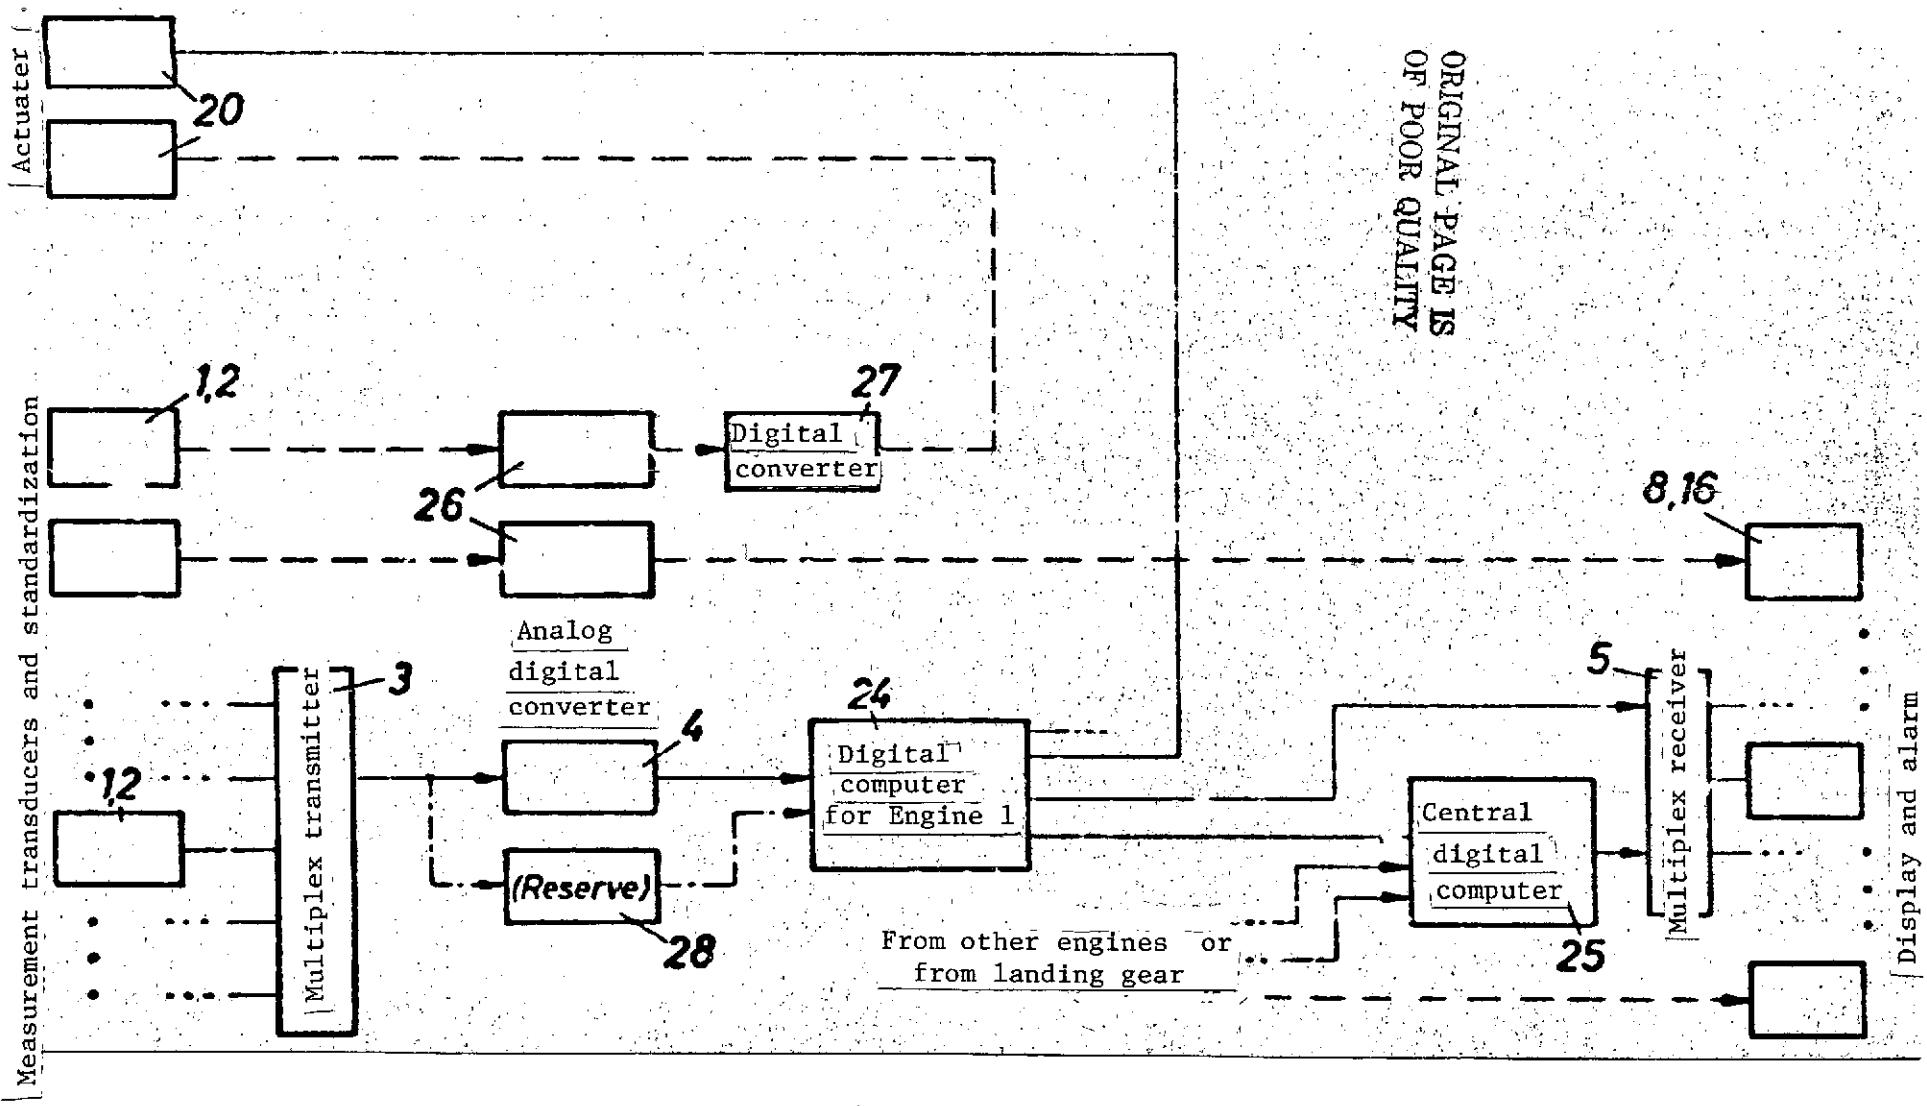 Actuater
20
ORIGINAL PAGE IS
OF POOR QUALITY
Measurement transducers and standardization
1,2
26
27
Digital
converter
8,16
Analog
digital
converter
3
Multiplex transmitter
4
24
Digital
computer
for Engine 1
5
Multiplex receiver
1,2
(Reserve)
28
Central
digital
computer
25
From other engines or
from landing gear
Display and alarm